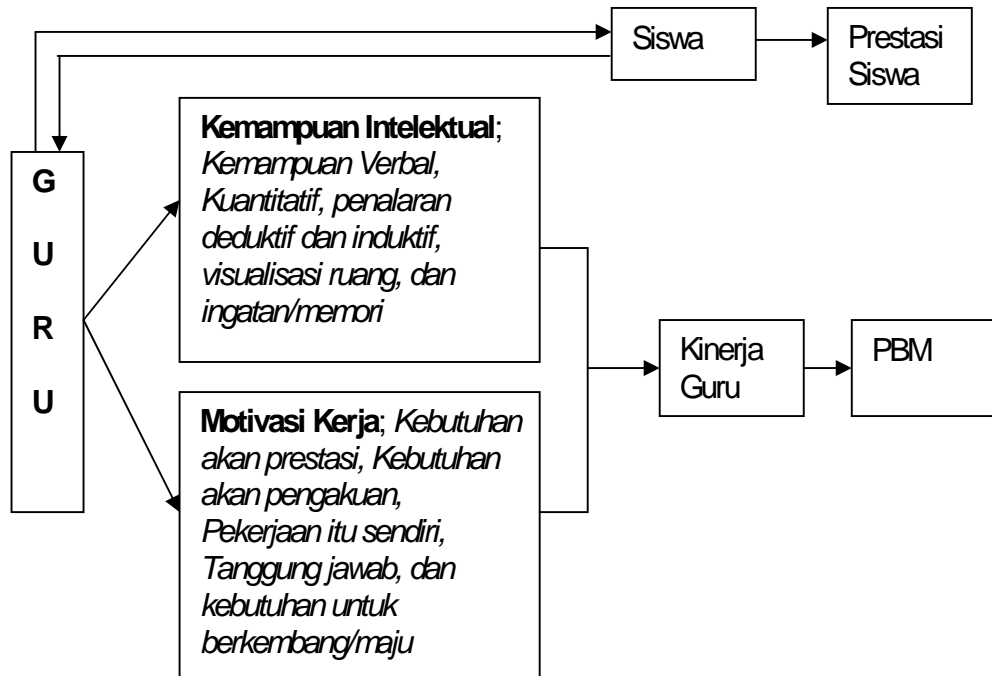 Siswa
Prestasi
Siswa
G
U
R
U
Kemampuan Intelektual;
Kemampuan Verbal,
Kuantitatif, penalaran
deduktif dan induktif,
visualisasi ruang, dan
ingatan/memori
Motivasi Kerja; Kebutuhan
akan prestasi, Kebutuhan
akan pengakuan,
Pekerjaan itu sendiri,
Tanggung jawab, dan
kebutuhan untuk
berkembang/maju
Kinerja
Guru
PBM